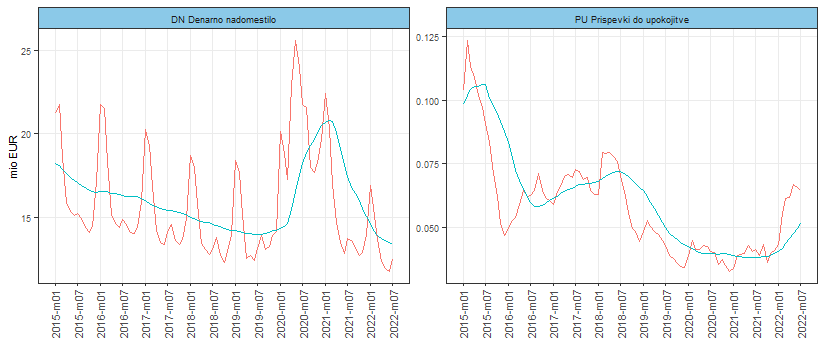 DN Denarno nadomestilo
PU Prispevki do upokojitve
mio EUR
25
20
15
0.125
0.100
0.075
0.050
2015-m01
2015-m07
2016-m01
2016-m07
2017-m01
2017-m07
2018-m01
2018-m07
2019-m01
2019-m07
2020-m01
2020-m07
2021-m01
2021-m07
2022-m01
2022-m07
2015-m01
2015-m07
2016-m01
2016-m07
2017-m01
2017-m07
2018-m01
2018-m07
2019-m01
2019-m07
2020-m01
2020-m07
2021-m01
2021-m07
2022-m01
2022-m07